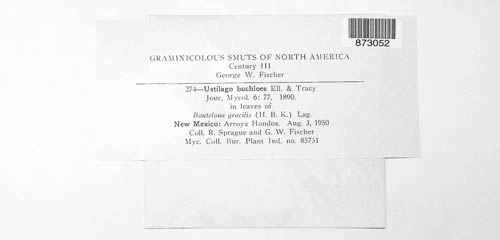 873052
GRAMINICOLOUS SMUTS OF NORTH AMERICA
Century III
George W. Fischer
274—Ustilago buchloes Ell. & Tracy
Jour. Mycol. 6: 77. 1890.
in leaves of
Bouteloua gracilis (H. B. K.) Lag.
New Mexico: Arroya Hondos. Aug. 3, 1950
Coll. R. Sprague and G. W. Fischer
Myc. Coll. Bur. Plant Ind. no. 85731